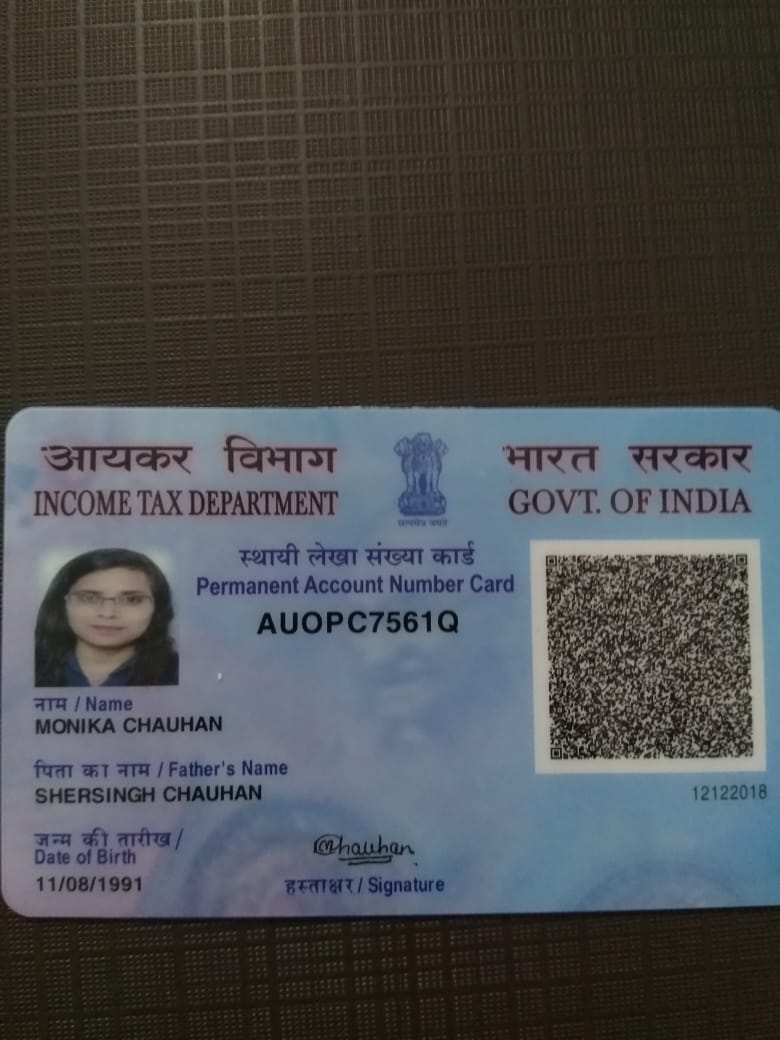 आयकर विभाग
INCOME TAX DEPARTMENT
सत्यमेव जयते
भारत सरकार
GOVT. OF INDIA
स्थायी लेखा संख्या कार्ड
Permanent Account Number Card
AUOPC7561Q
नाम / Name
MONIKA CHAUHAN
पिता का नाम / Father's Name
SHERSINGH CHAUHAN
जन्म की तारीख /
Date of Birth
11/08/1991
Chauhan
हस्ताक्षर / Signature
12122018